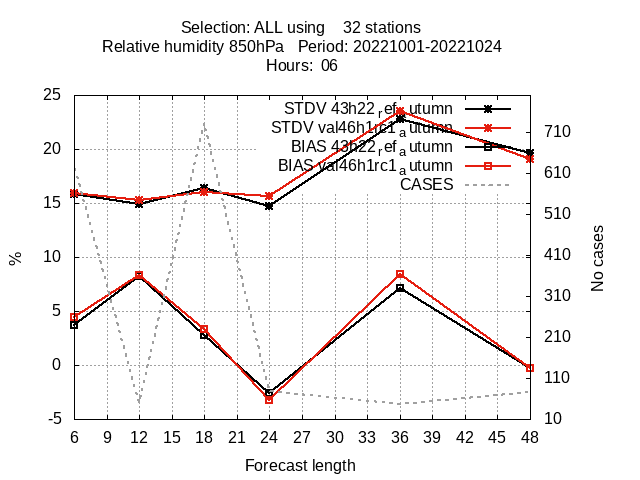 Selection: ALL using 32 stations
Relative humidity 850hPa Period: 20221001-20221024
Hours: 06
25
20
15
10
5
0
-5
%
STDV 43h22_ref_autumn
STDV val46h1rc1_autumn
BIAS 43h22_ref_autumn
BIAS val46h1rc1_autumn
CASES
710
610
510
410
310
210
110
10
No cases
6 9 12 15 18 21 24 27 30 33 36 39 42 45 48
Forecast length